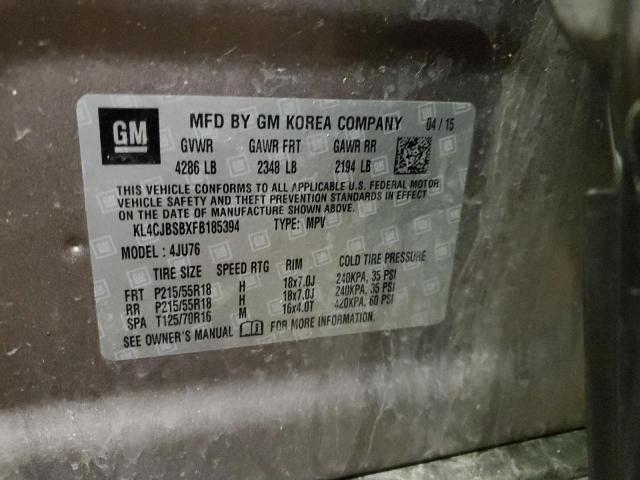 GM
MFD BY GM KOREA COMPANY 04/15
GVWR GAWR FRT GAWR RR
4286 LB 2348 LB 2194 LB
THIS VEHICLE CONFORMS TO ALL APPLICABLE U.S. FEDERAL MOTOR
VEHICLE SAFETY AND THEFT PREVENTION STANDARDS IN EFFECT
ON THE DATE OF MANUFACTURE SHOWN ABOVE.
KL4CJBSBXFB185394 TYPE: MPV
MODEL: 4JU76
TIRE SIZE SPEED RTG RIM COLD TIRE PRESSURE
FRT P215/55R18 H 18x7.0J 240KPA, 35 PSI
RR P215/55R18 H 18x7.0J 240KPA, 35 PSI
SPA T125/70R16 M 16x4.0T 420KPA, 60 PSI
SEE OWNER'S MANUAL FOR MORE INFORMATION.